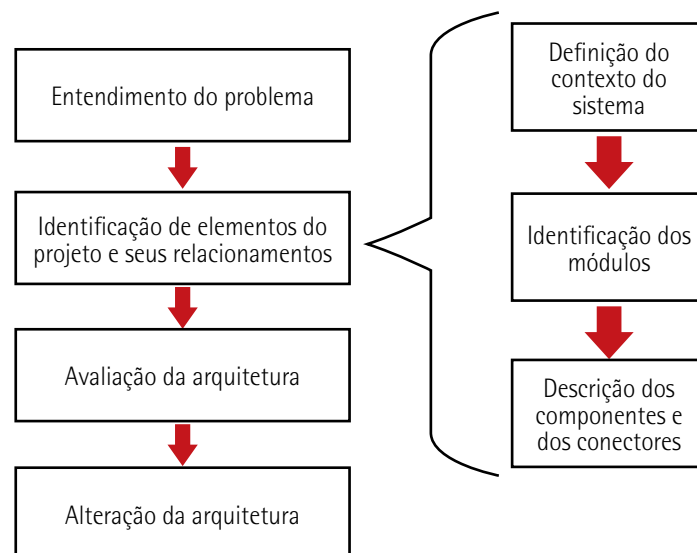 Entendimento do problema
Identificação de elementos do
projeto e seus relacionamentos
Avaliação da arquitetura
Alteração da arquitetura
Definição do
contexto do
sistema
Identificação dos
módulos
Descrição dos
componentes e
dos conectores